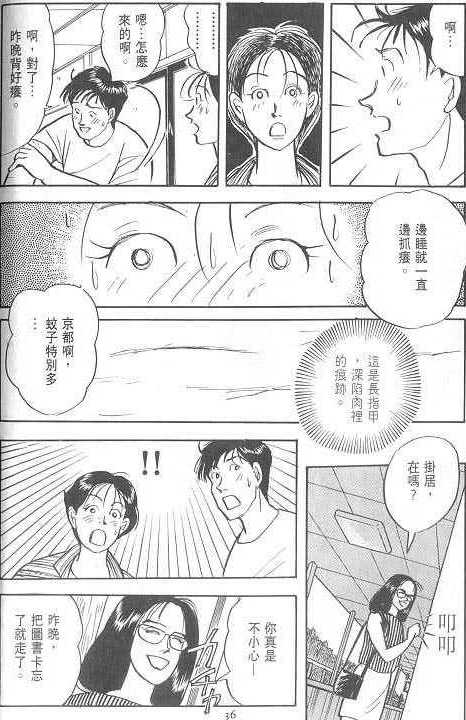 啊…
…………
嗯…怎麼
來的啊。
啊，對了…
昨晚背好癢。
邊睡就一直
邊抓癢。
京都啊，
蚊子特別多
…
這是長指甲
，深陷肉裡
的痕跡。
掛居，
在嗎？
叩
叩
!!
你真是
不小心—
昨晚，
把圖書卡忘
了就走了。
36